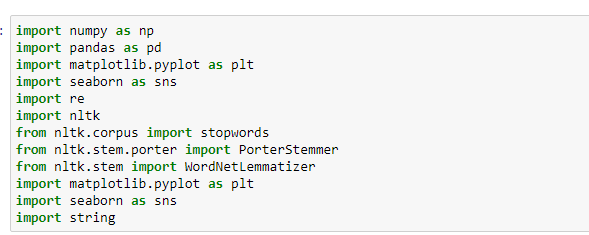 :
import numpy as np
import pandas as pd
import matplotlib.pyplot as plt
import seaborn as sns
import re
import nltk
from nltk.corpus import stopwords
from nltk.stem.porter import PorterStemmer
from nltk.stem import WordNetLemmatizer
import matplotlib.pyplot as plt
import seaborn as sns
import string